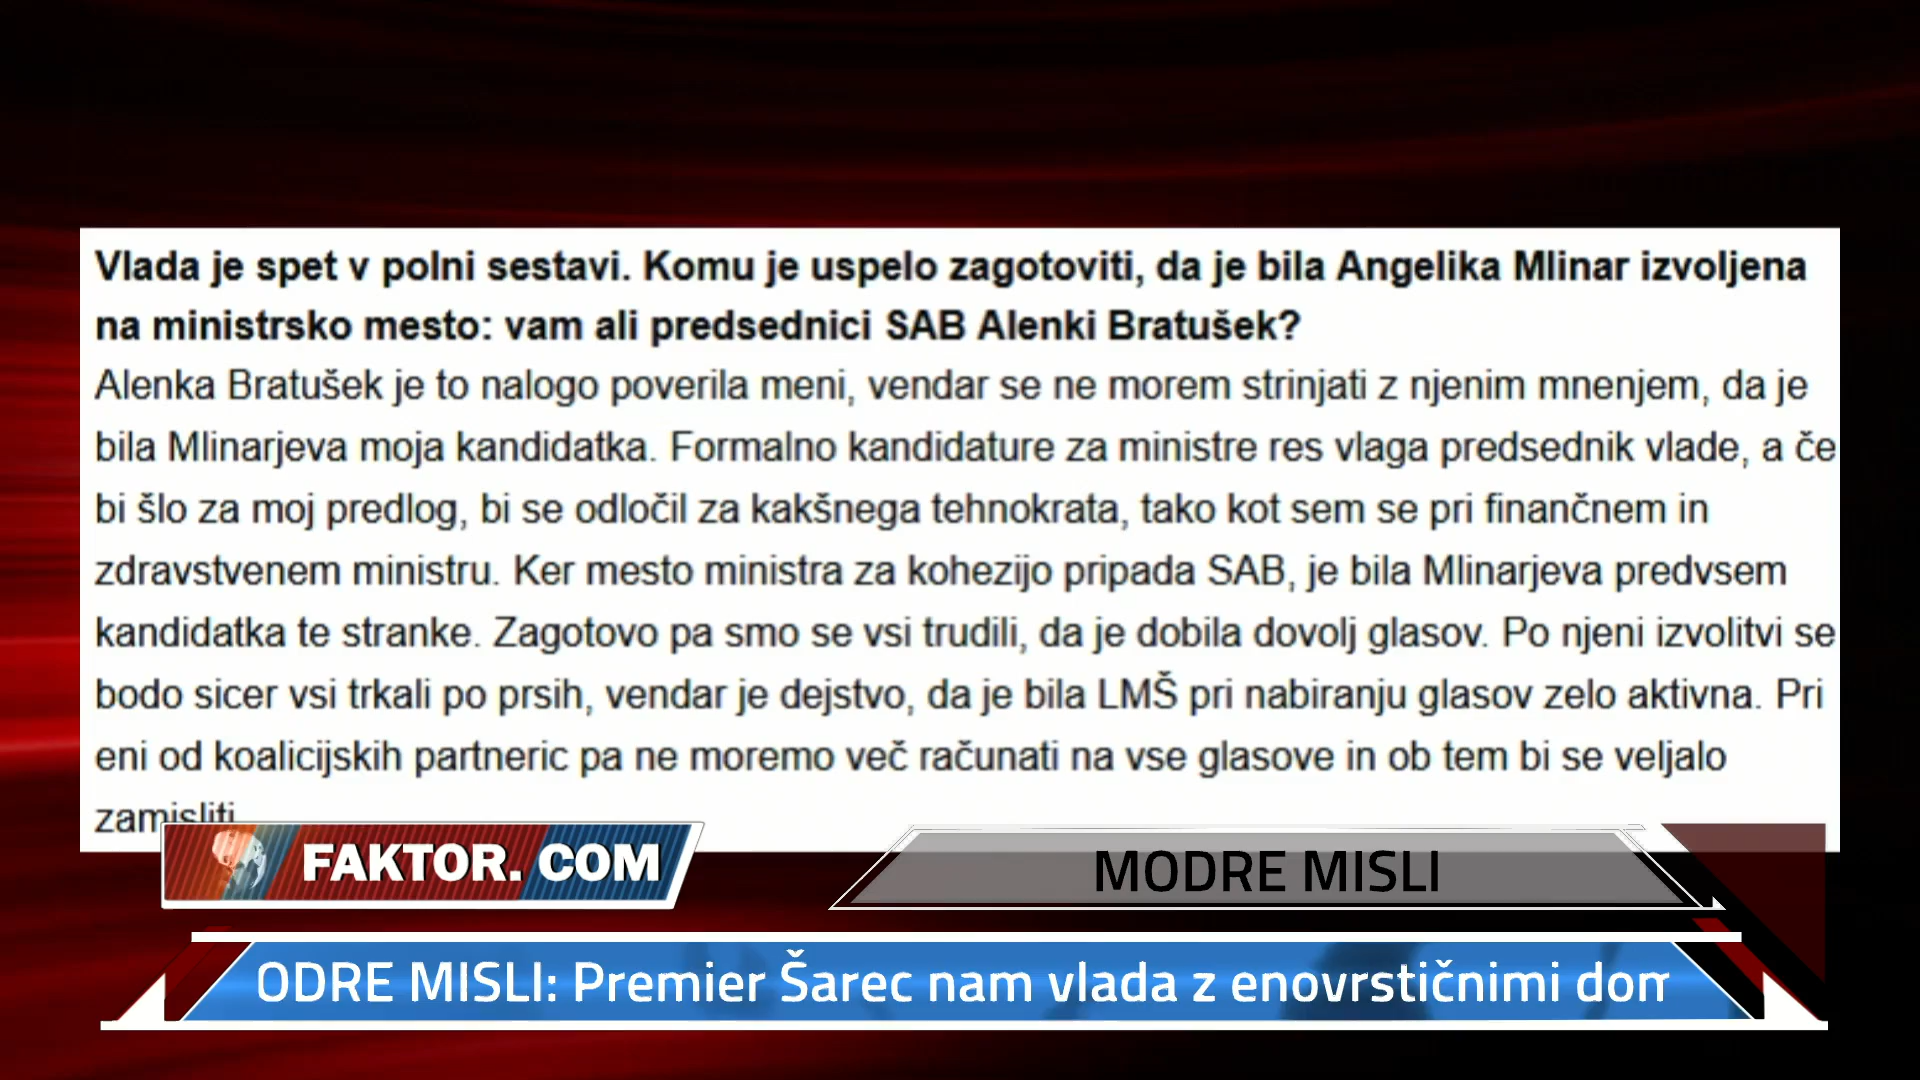 Vlada je spet v polni sestavi. Komu je uspelo zagotoviti, da je bila Angelika Mlinar izvoljena
na ministrsko mesto: vam ali predsednici SAB Alenki Bratušek?
Alenka Bratušek je to nalogo poverila meni, vendar se ne morem strinjati z njenim mnenjem, da je
bila Mlinarjeva moja kandidatka. Formalno kandidature za ministre res vlaga predsednik vlade, a če
bi šlo za moj predlog, bi se odločil za kakšnega tehnokrata, tako kot sem se pri finančnem in
zdravstvenem ministru. Ker mesto ministra za kohezijo pripada SAB, je bila Mlinarjeva predvsem
kandidatka te stranke. Zagotovo pa smo se vsi trudili, da je dobila dovolj glasov. Po njeni izvolitvi se
bodo sicer vsi trkali po prsih, vendar je dejstvo, da je bila LMŠ pri nabiranju glasov zelo aktivna. Pri
eni od koalicijskih partneric pa ne moremo več računati na vse glasove in ob tem bi se veljalo
zamisliti
FAKTOR.COM
MODRE MISLI
ODRE MISLI: Premier Šarec nam vlada z enovrstičnimi dom